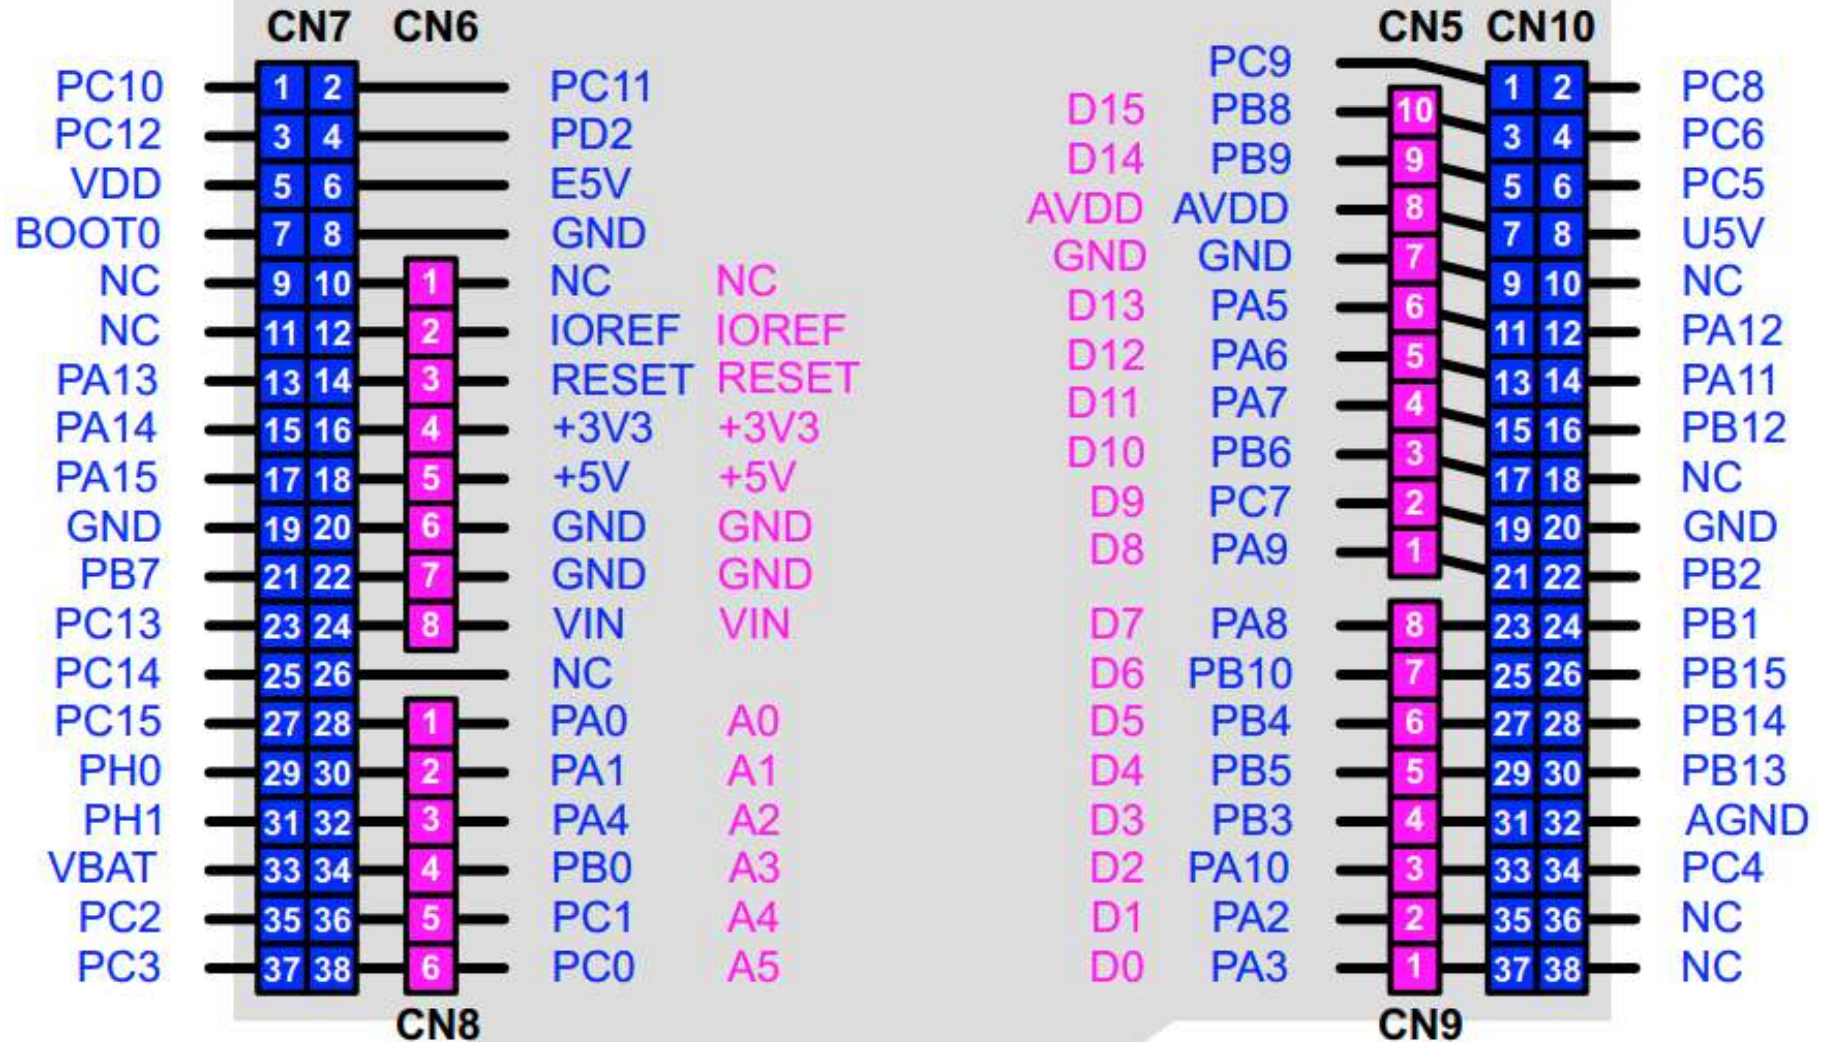 CN7 CN6 CN5 CN10
PC9
PC10 1 2 PC11 1 2 PC8
D15 PB8 10
PC12 3 4 PD2 3 4 PC6
D14 PB9 9
VDD 5 6 E5V 5 6 PC5
AVDD AVDD 8
BOOT0 7 8 GND 7 8 U5V
GND GND 7
NC 9 10 1 NC NC 9 10 NC
D13 PA5 6
NC 11 12 2 IOREF IOREF 11 12 PA12
D12 PA6 5
PA13 13 14 3 RESET RESET 13 14 PA11
D11 PA7 4
PA14 15 16 4 +3V3 +3V3 15 16 PB12
D10 PB6 3
PA15 17 18 5 +5V +5V 17 18 NC
D9 PC7 2
GND 19 20 6 GND GND 19 20 GND
D8 PA9 1
PB7 21 22 7 GND GND 21 22 PB2
PC13 23 24 8 VIN VIN D7 PA8 8 23 24 PB1
PC14 25 26 NC D6 PB10 7 25 26 PB15
PC15 27 28 1 PA0 A0 D5 PB4 6 27 28 PB14
PH0 29 30 2 PA1 A1 D4 PB5 5 29 30 PB13
PH1 31 32 3 PA4 A2 D3 PB3 4 31 32 AGND
VBAT 33 34 4 PB0 A3 D2 PA10 3 33 34 PC4
PC2 35 36 5 PC1 A4 D1 PA2 2 35 36 NC
PC3 37 38 6 PC0 A5 D0 PA3 1 37 38 NC
CN8 CN9